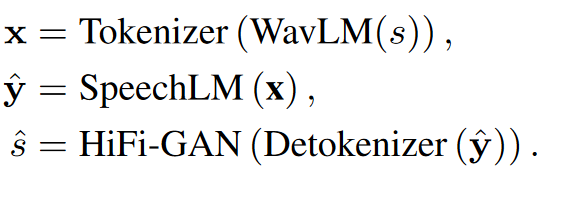 x = Tokenizer (WavLM(s)) ,
ŷ = SpeechLM (x) ,
ŝ = HiFi-GAN (Detokenizer (ŷ)) .